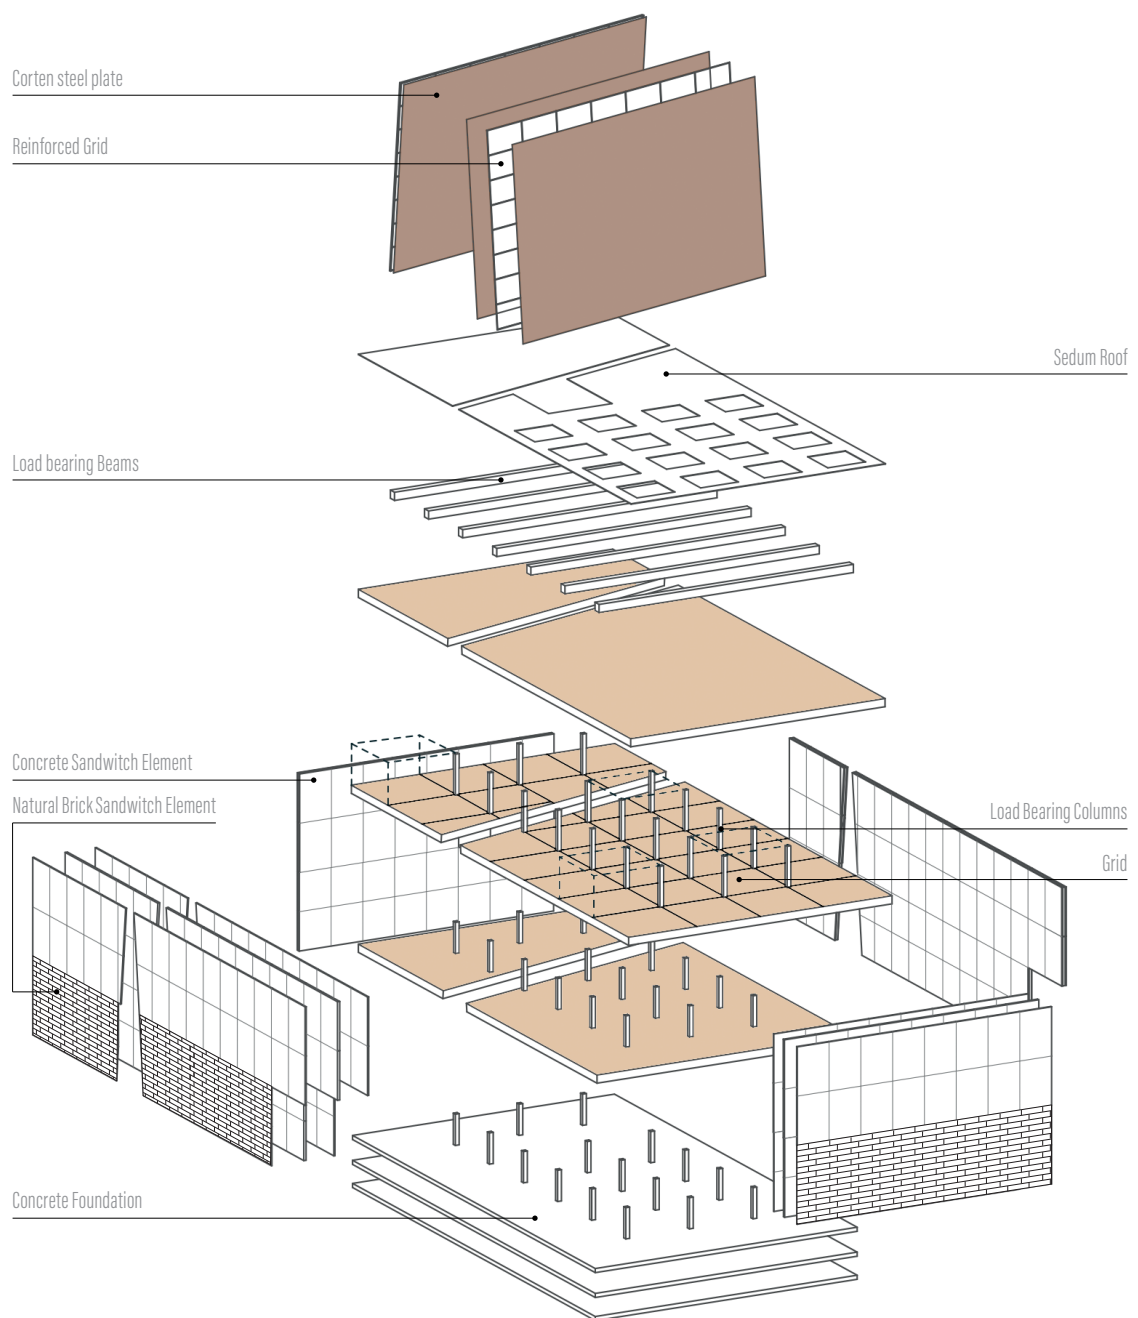 Corten steel plate
Reinforced Grid
Sedum Roof
Load bearing Beams
Concrete Sandwitch Element
Natural Brick Sandwitch Element
Load Bearing Columns
Grid
Concrete Foundation